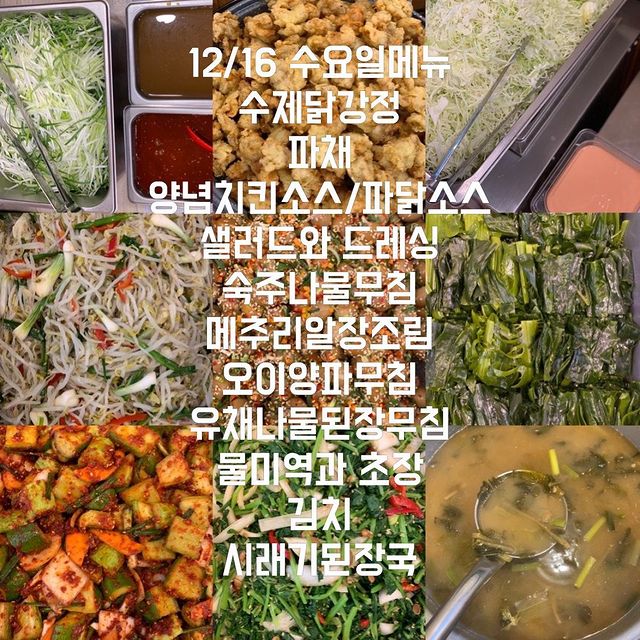 12/16 수요일메뉴
수제닭강정
파채
양념치킨소스/파닭소스
샐러드와 드레싱
숙주나물무침
메추리알장조림
오이양파무침
유채나물된장무침
물미역과 초장
김치
시래기된장국